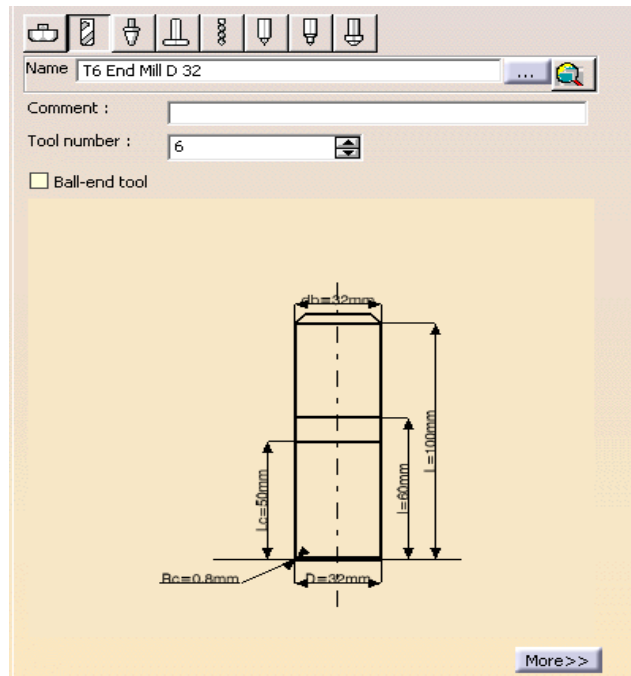 Name T6 End Mill D 32 ...
Comment :
Tool number : 6
Ball-end tool
db=32mm
L=100mm
l=60mm
Lc=50mm
Rc=0.8mm
D=32mm
More>>